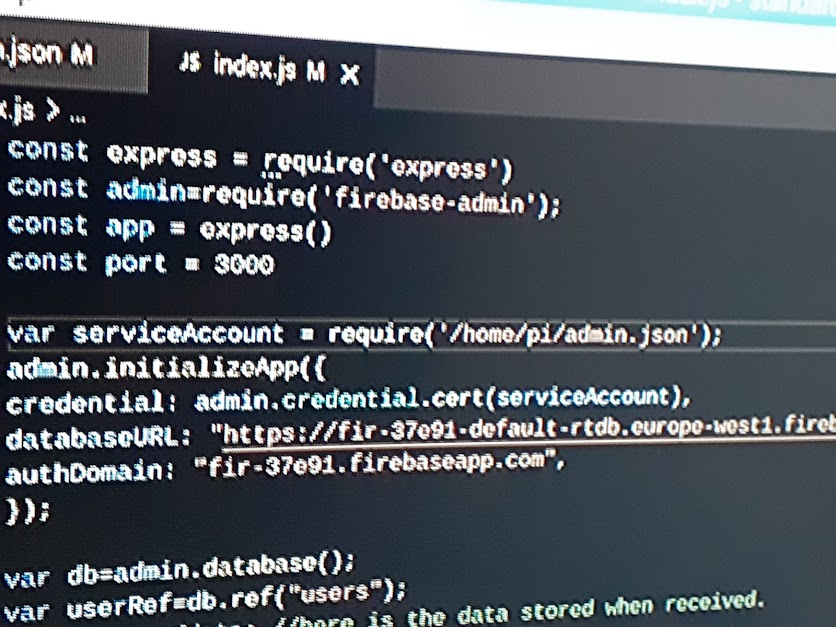 .json M
JS index.js M X
x.js > ...
const express = require('express')
const admin=require('firebase-admin');
const app = express()
const port = 3000
var serviceAccount = require('/home/pi/admin.json');
admin.initializeApp({
credential: admin.credential.cert(serviceAccount),
databaseURL: "https://fir-37e91-default-rtdb.europe-west1.fireb
authDomain: "fir-37e91.firebaseapp.com",
});
var db=admin.database();
var userRef=db.ref("users");
//here is the data stored when received.